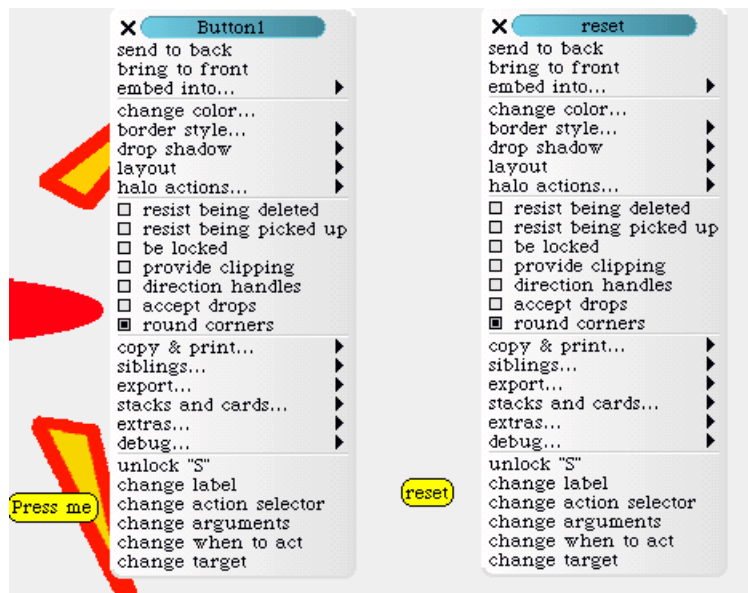 Button1
send to back
bring to front
embed into...
change color...
border style...
drop shadow
layout
halo actions...
resist being deleted
resist being picked up
be locked
provide clipping
direction handles
accept drops
round corners
copy & print...
siblings...
export...
stacks and cards...
extras...
debug...
unlock "S"
change label
change action selector
change arguments
change when to act
change target
Press me
reset
send to back
bring to front
embed into...
change color...
border style...
drop shadow
layout
halo actions...
resist being deleted
resist being picked up
be locked
provide clipping
direction handles
accept drops
round corners
copy & print...
siblings...
export...
stacks and cards...
extras...
debug...
unlock "S"
change label
change action selector
change arguments
change when to act
change target
reset